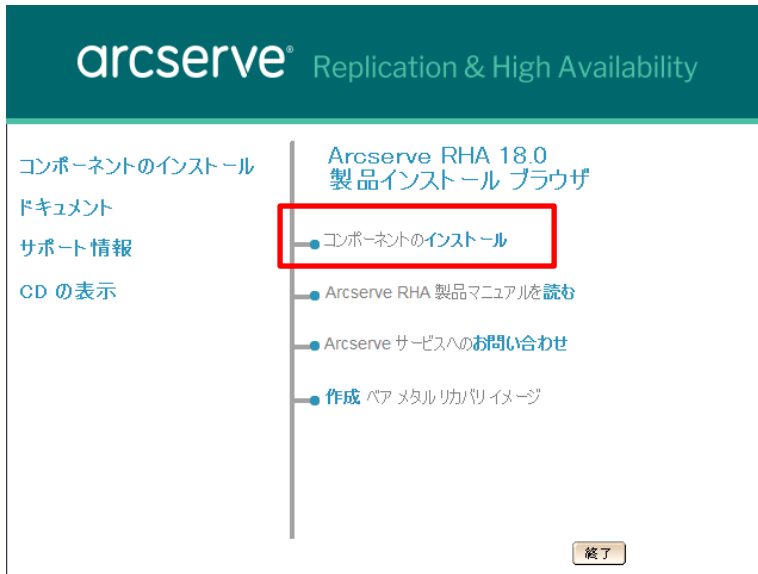 arcserve® Replication & High Availability
コンポーネントのインストール
ドキュメント
サポート情報
CD の表示
Arcserve RHA 18.0
製品インストール ブラウザ
コンポーネントのインストール
Arcserve RHA 製品マニュアルを読む
Arcserve サービスへのお問い合わせ
作成 ベア メタル リカバリ イメージ
終了